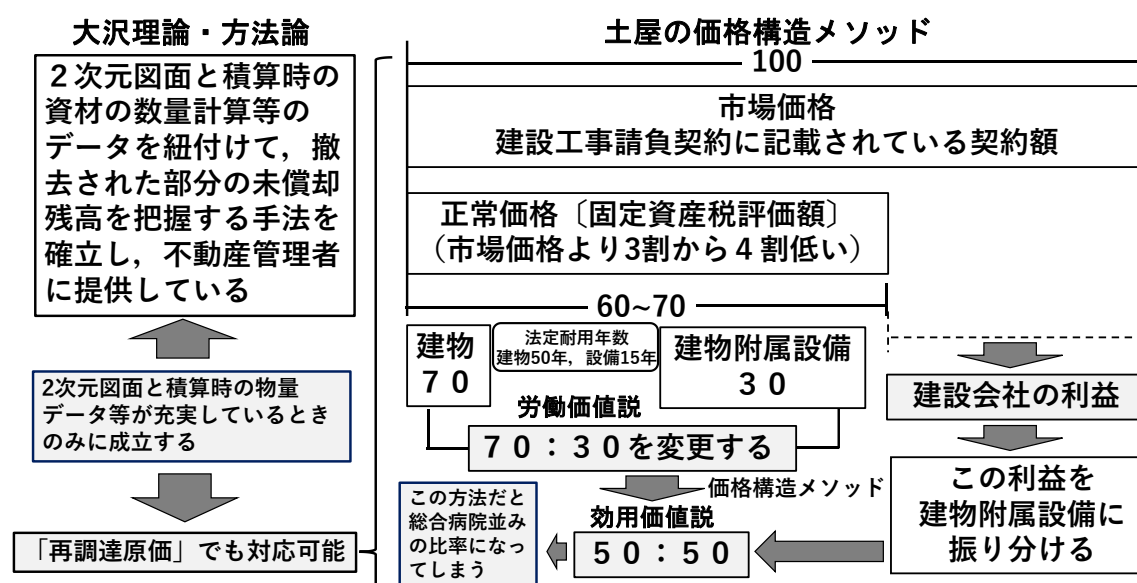 大沢理論・方法論
２次元図面と積算時の
資材の数量計算等の
データを紐付けて，撤
去された部分の未償却
残高を把握する手法を
確立し，不動産管理者
に提供している
2次元図面と積算時の物量
データ等が充実しているとき
のみに成立する
「再調達原価」でも対応可能
土屋の価格構造メソッド
100
市場価格
建設工事請負契約に記載されている契約額
正常価格〔固定資産税評価額〕
（市場価格より3割から４割低い）
60~70
建物
７０
法定耐用年数
建物50年，設備15年
建物附属設備
３０
労働価値説
７０：３０を変更する
価格構造メソッド
効用価値説
５０：５０
この方法だと
総合病院並み
の比率になっ
てしまう
建設会社の利益
この利益を
建物附属設備に
振り分ける